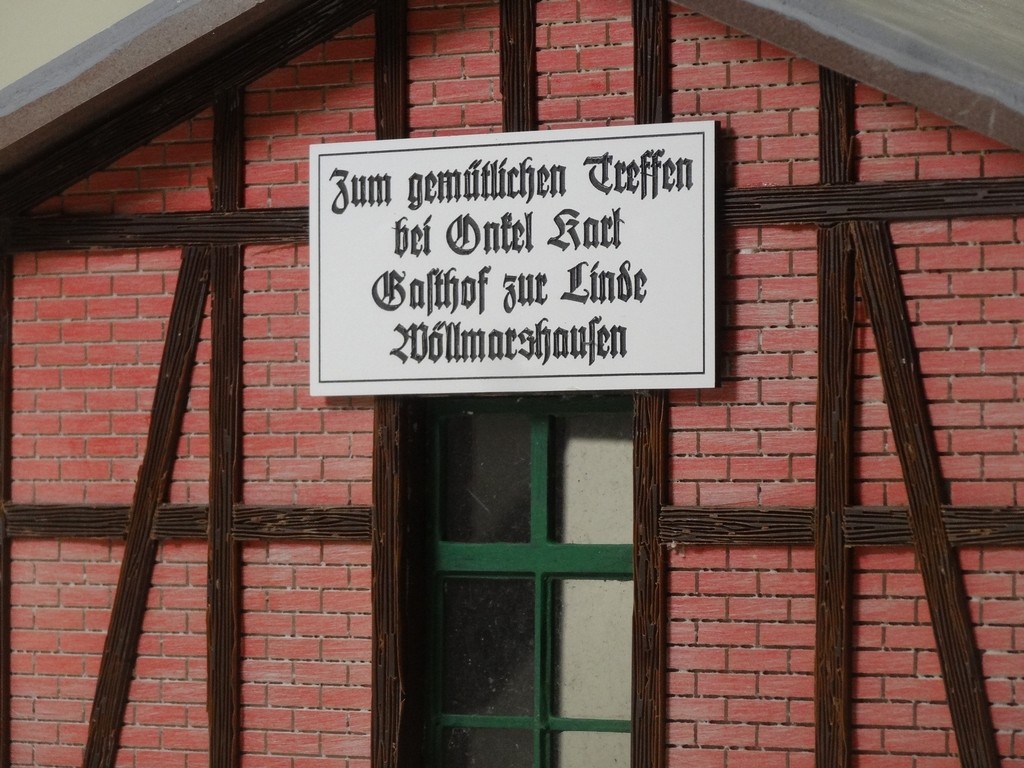 Zum gemütlichen Treffen
bei Onkel Karl
Gaſthof zur Linde
Wöllmarshauſen